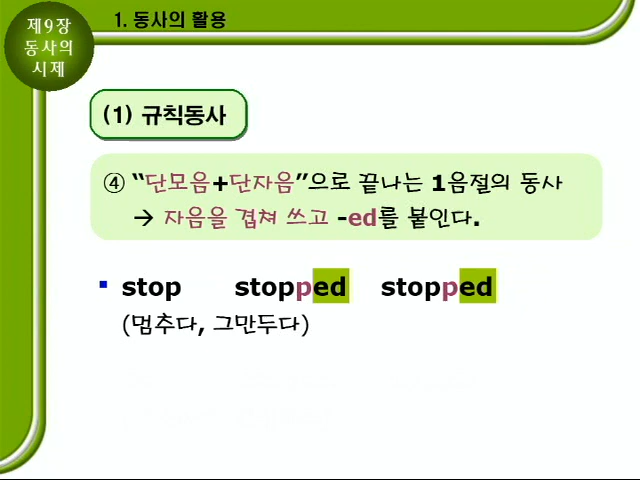 제9장
동사의
시제
1. 동사의 활용
(1) 규칙동사
④ “단모음+단자음”으로 끝나는 1음절의 동사
→ 자음을 겹쳐 쓰고 -ed를 붙인다.
▪ stop stopped stopped
(멈추다, 그만두다)